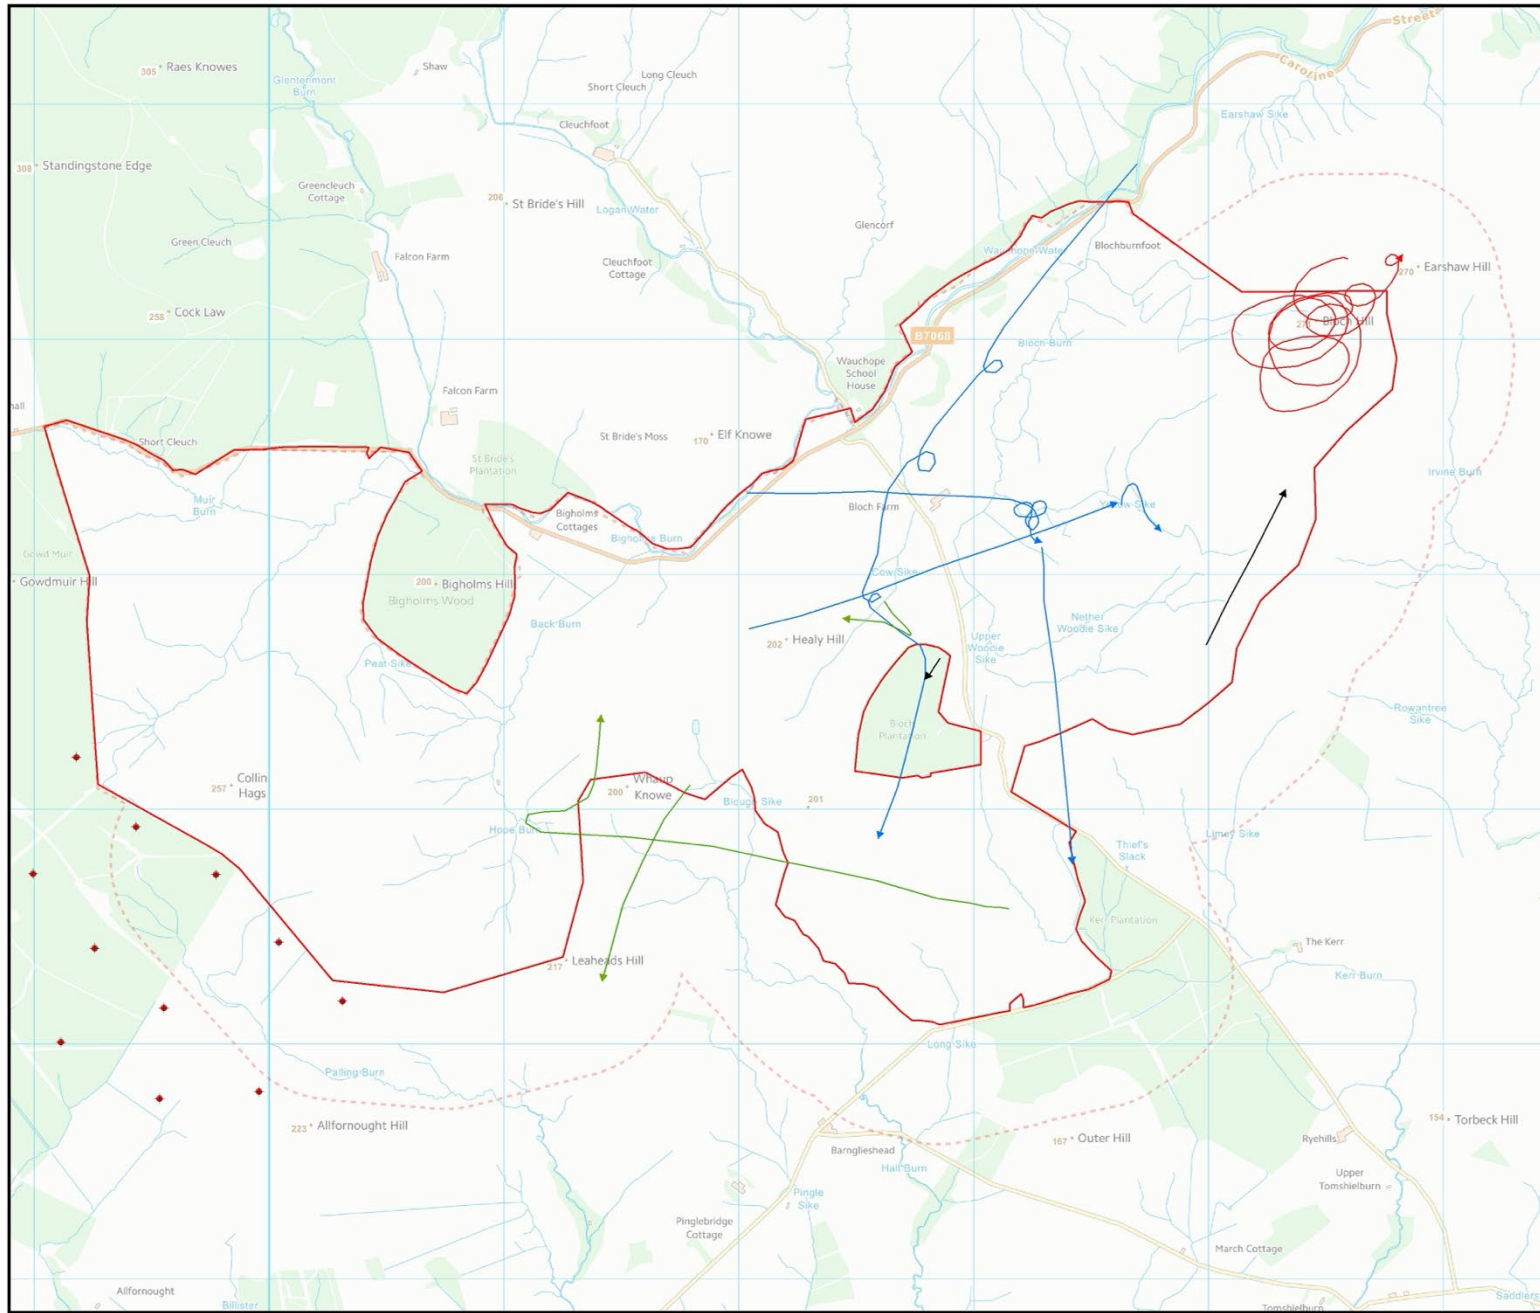 Street
Caroline
305 Raes Knowes
Shaw
Long Cleuch
Short Cleuch
Glentenmont
Burn
Cleuchfoot
Earshaw Sike
308 Standingstone Edge
Greencleuch
Cottage
206 St Bride's Hill
Logan Water
Glencorf
Green Cleuch
Falcon Farm
Cleuchfoot
Cottage
Wauchope Water
Blochburnfoot
270 Earshaw Hill
258 Cock Law
271 Bloch Hill
B7068
Bloch Burn
Wauchope
School
House
Falcon Farm
hall
Short Cleuch
St Bride's Moss
170 Elf Knowe
St Bride's
Plantation
Irvine Burn
Muir
Burn
Bigholms
Cottages
Bloch Farm
Yellow Sike
Bigholms Burn
Gowd Muir
Gowdmuir Hill
200 Bigholms Hill
Bigholms Wood
Cow Sike
Back Burn
202 Healy Hill
Nether
Woodie Sike
Upper
Woodie
Sike
Peat Sike
Rowantree
Sike
Bloch
Plantation
257 Collin
Hags
200 Whaup
Knowe
Blough Sike
201
Hope Burn
Limey Sike
Thief's
Slack
Kerr Plantation
The Kerr
217 Leaheads Hill
Kerr Burn
Long Sike
Palling Burn
223 Allfornought Hill
167 Outer Hill
154 Torbeck Hill
Ryehills
Barnglieshead
Hall Burn
Upper
Tomshielburn
Pingle
Sike
Pinglebridge
Cottage
March Cottage
Allfornought
Billister
Tomshielburn
Saddlers